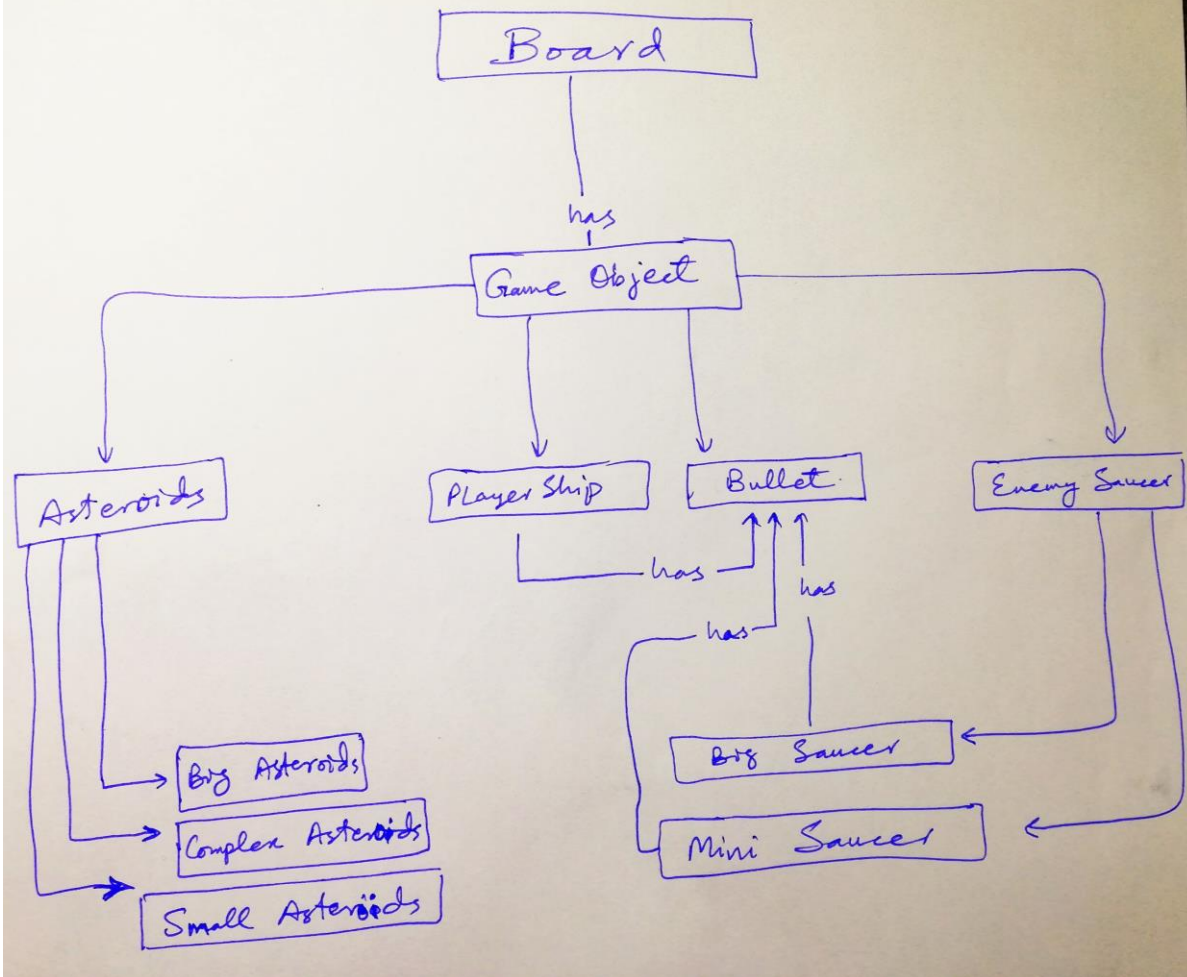 Board
has
Game Object
Asteroids
Player Ship
Bullet
Enemy Saucer
has
has
has
Big Saucer
Big Asteroids
Complex Asteroids
Mini Saucer
Small Asteroids